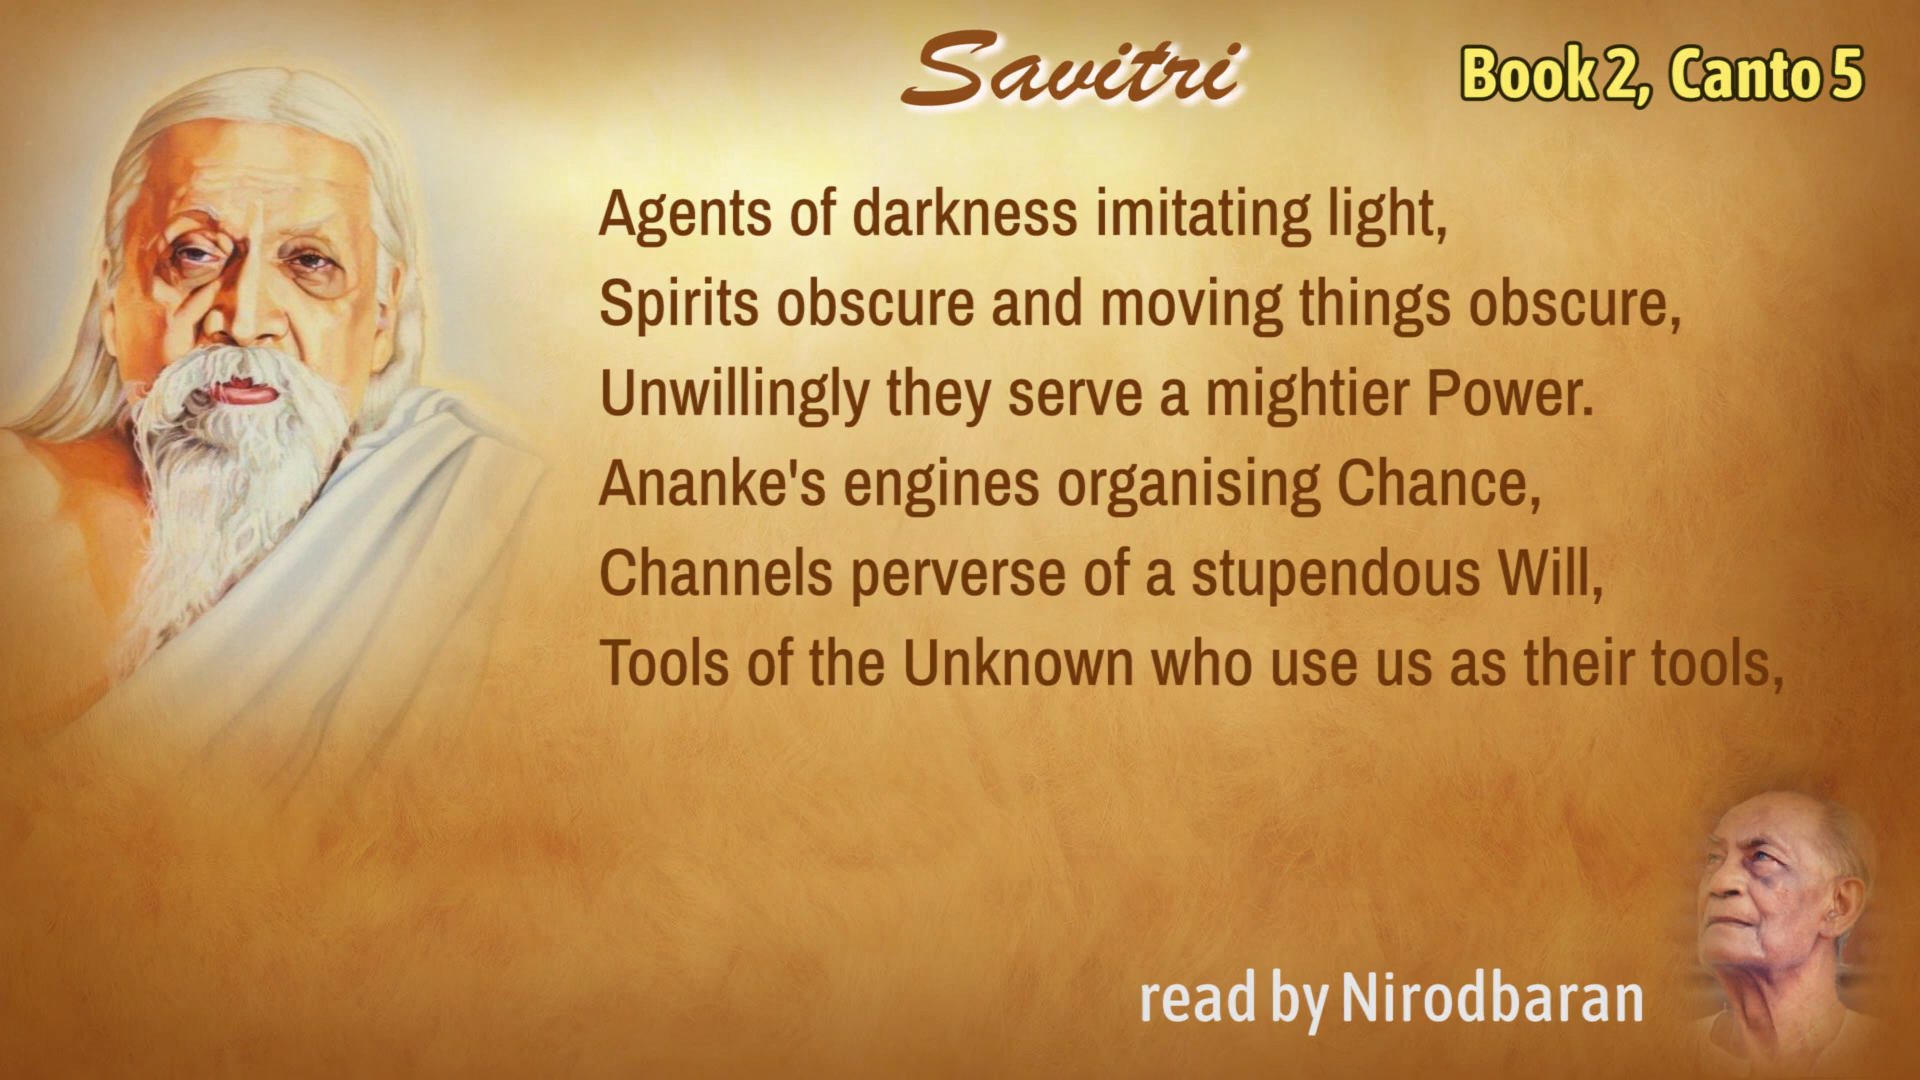 Savitri
Book 2, Canto 5
Agents of darkness imitating light,
Spirits obscure and moving things obscure,
Unwillingly they serve a mightier Power.
Ananke's engines organising Chance,
Channels perverse of a stupendous Will,
Tools of the Unknown who use us as their tools,
read by Nirodbaran